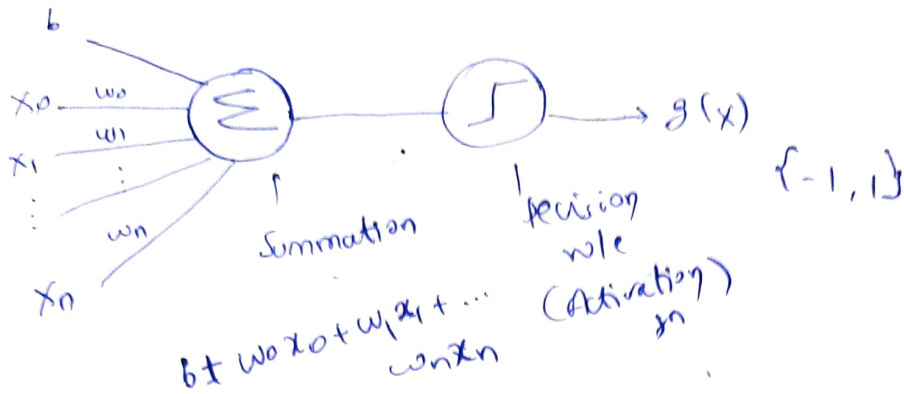 b
x0 w0
x1 w1
⋮ ⋮
wn
xn
Σ
g(x)
{-1, 1}
Summation
Decision
rule
(Activation)
fn
b+ w0x0+ w1x1+ ...
wnxn